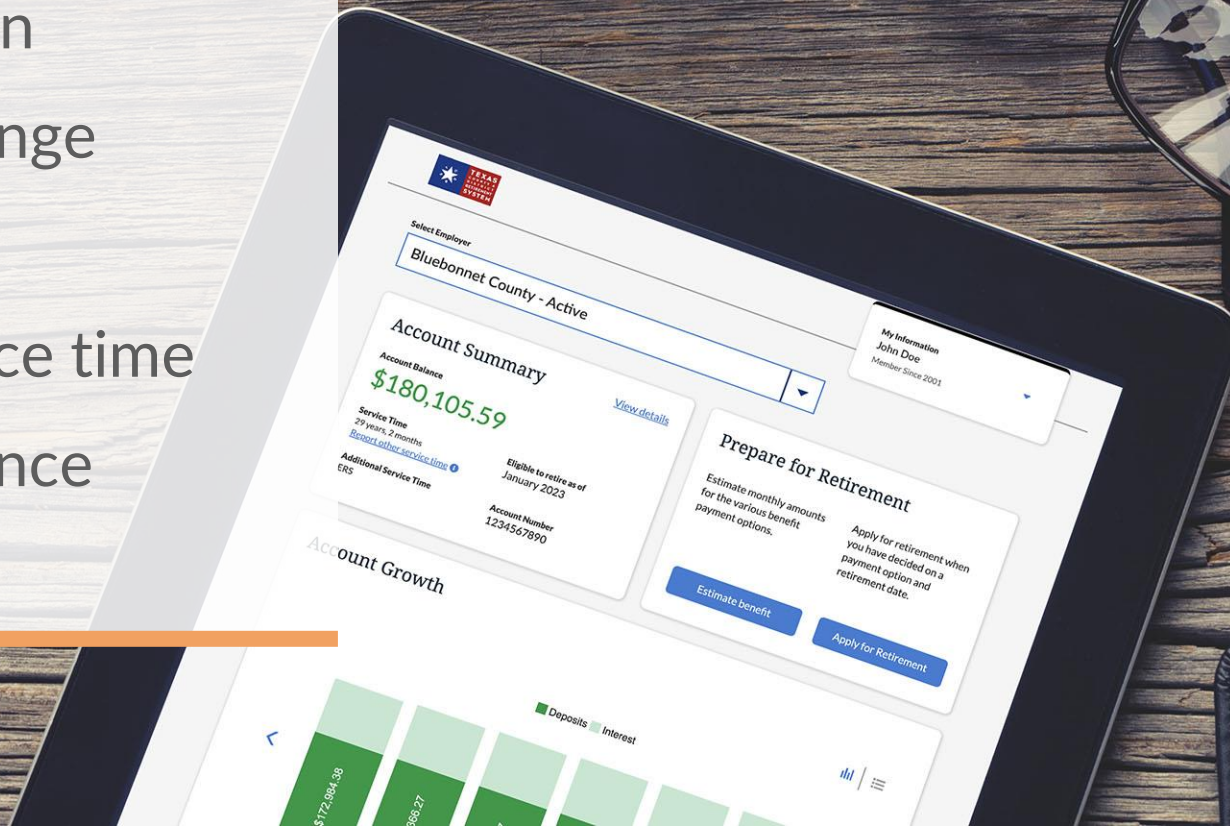 n
nge
ce time
nce
TEXAS
COUNTY &
DISTRICT
RETIREMENT
SYSTEM
Select Employer
Bluebonnet County - Active
My Information
John Doe
Member Since 2001
Account Summary
Account Balance
$180,105.59
View details
Service Time
29 years, 2 months
Report other service time
Additional Service Time
ERS
Eligible to retire as of
January 2023
Account Number
1234567890
Prepare for Retirement
Estimate monthly amounts
for the various benefit
payment options.
Estimate benefit
Apply for retirement when
you have decided on a
payment option and
retirement date.
Apply for Retirement
Account Growth
Deposits Interest
$172,984.38
666.27